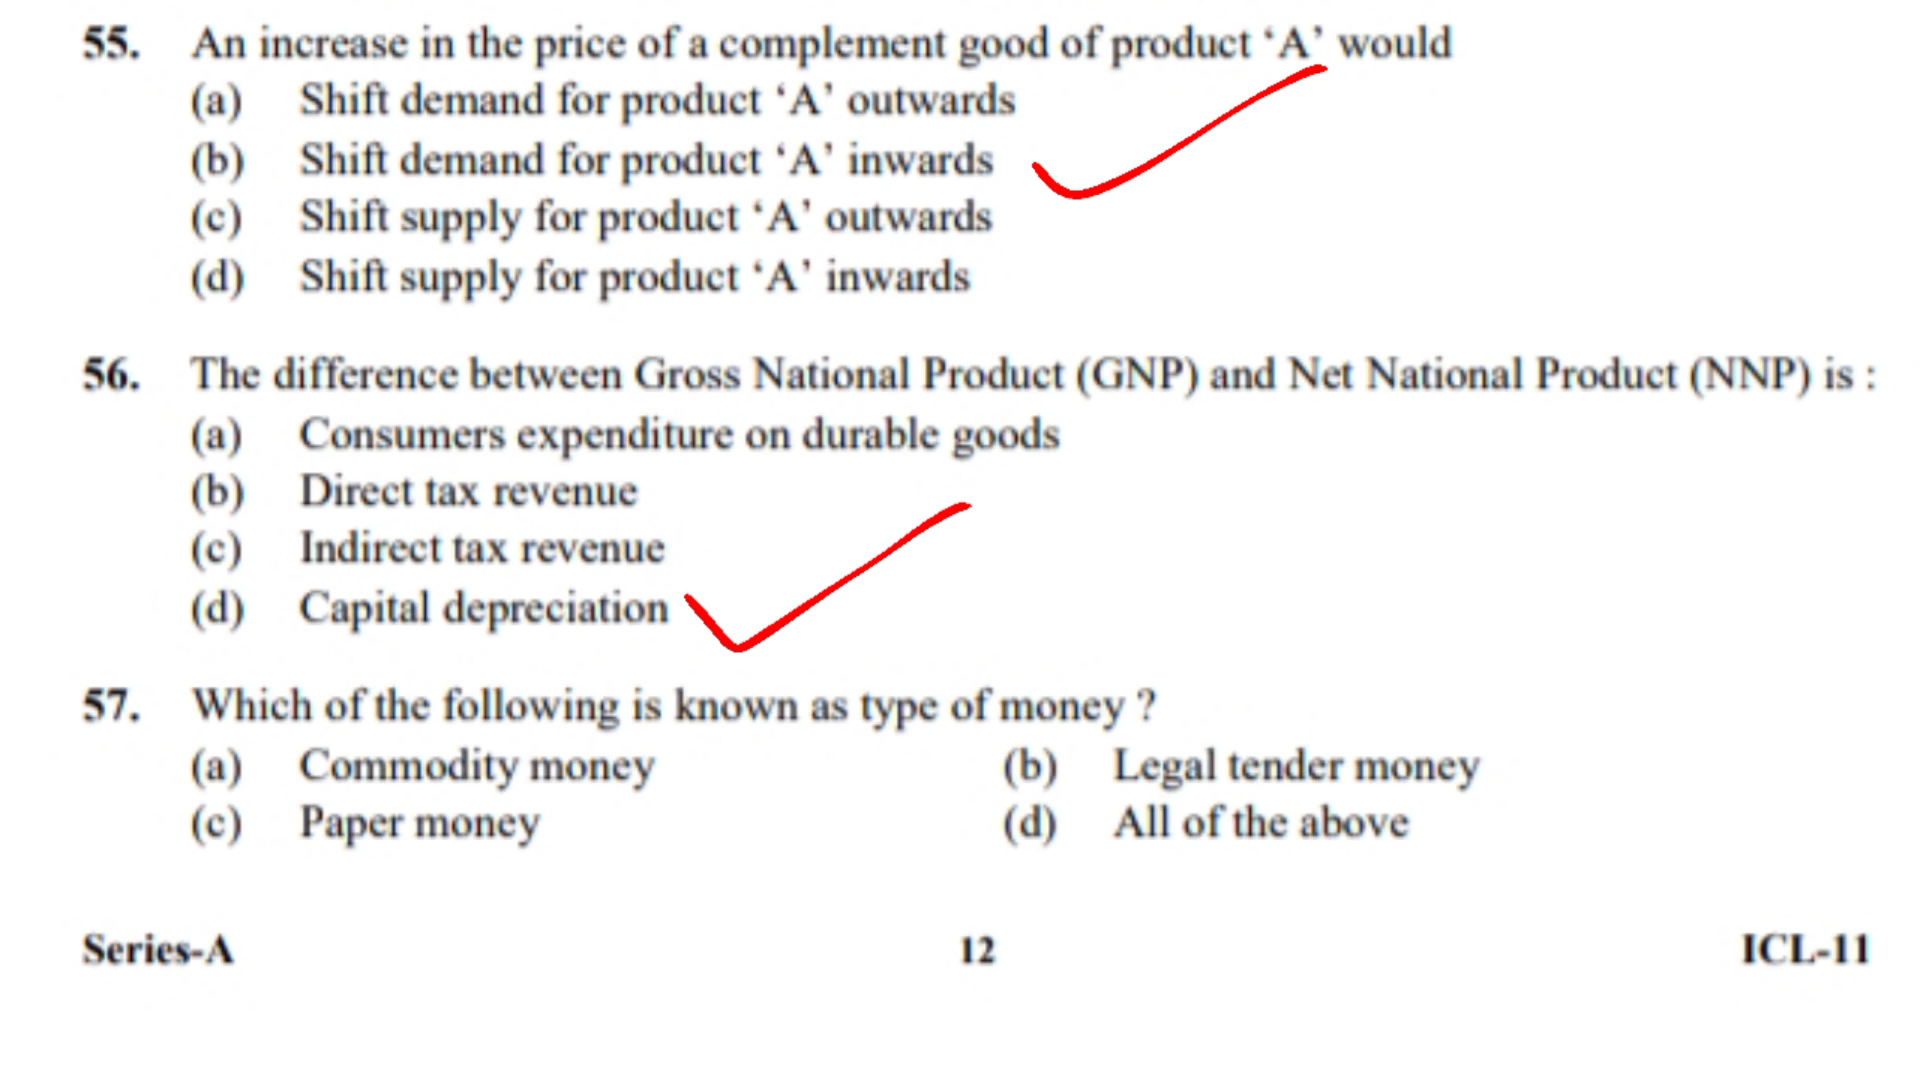 55. An increase in the price of a complement good of product ‘A’ would
(a) Shift demand for product ‘A’ outwards
(b) Shift demand for product ‘A’ inwards
(c) Shift supply for product ‘A’ outwards
(d) Shift supply for product ‘A’ inwards
56. The difference between Gross National Product (GNP) and Net National Product (NNP) is :
(a) Consumers expenditure on durable goods
(b) Direct tax revenue
(c) Indirect tax revenue
(d) Capital depreciation
57. Which of the following is known as type of money ?
(a) Commodity money (b) Legal tender money
(c) Paper money (d) All of the above
Series-A 12 ICL-11